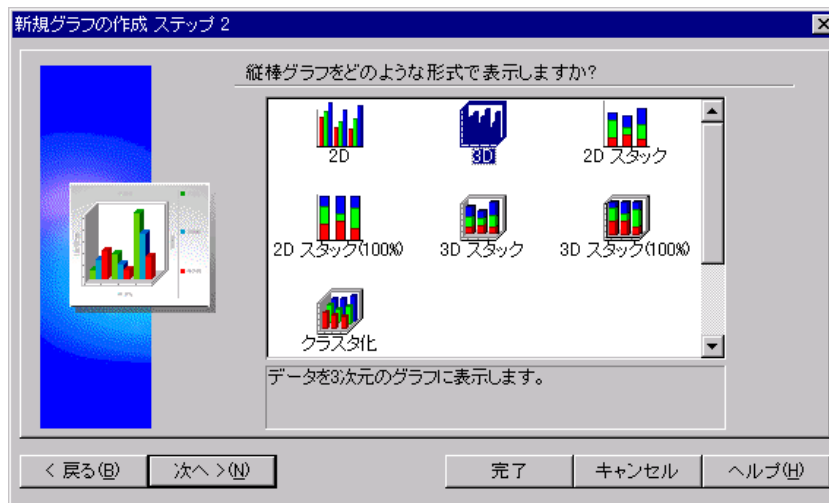 新規グラフの作成 ステップ 2
縦棒グラフをどのような形式で表示しますか?
2D
3D
2D スタック
2D スタック(100%)
3D スタック
3D スタック(100%)
クラスタ化
データを3次元のグラフに表示します。
< 戻る(B)
次へ >(N)
完了
キャンセル
ヘルプ(H)